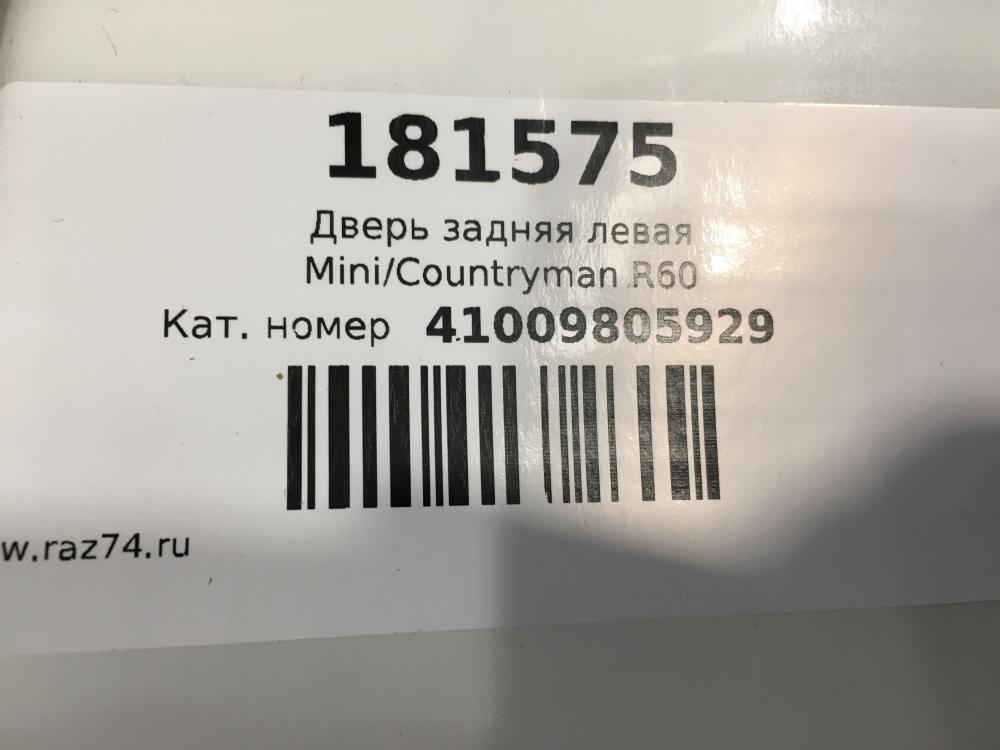 181575
Дверь задняя левая
Mini/Countryman R60
Кат. номер 41009805929
w.raz74.ru